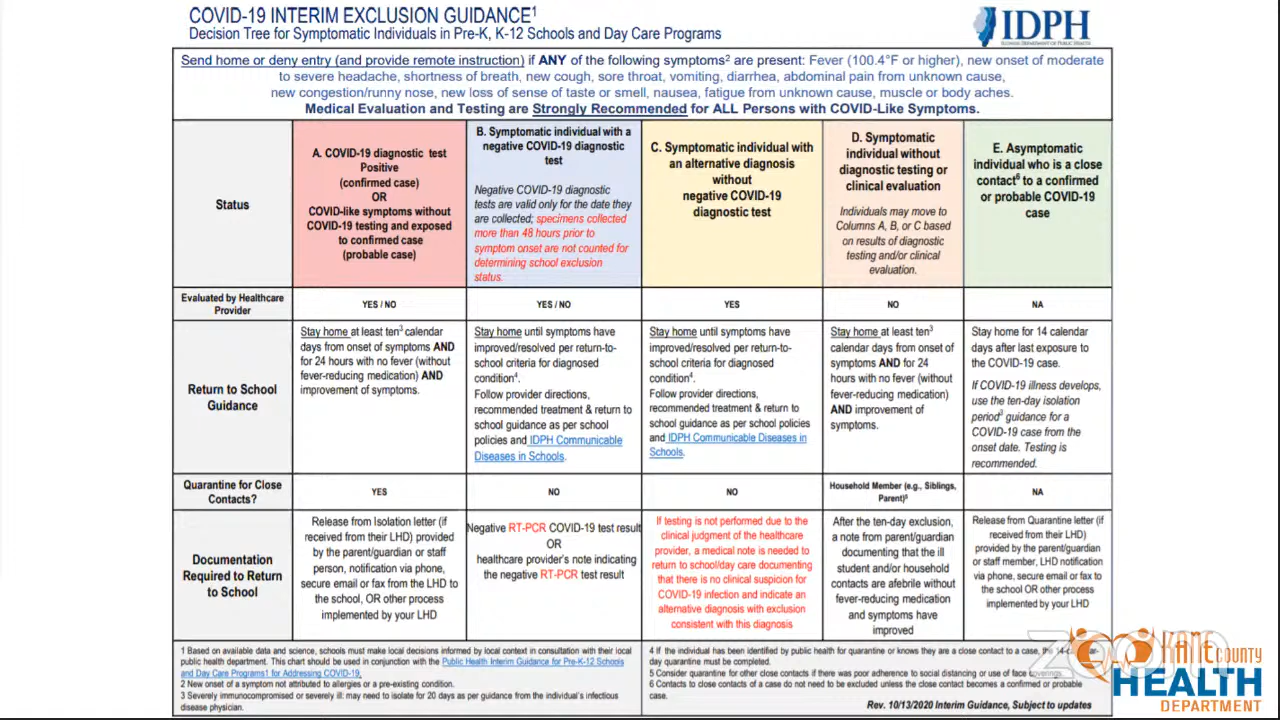 COVID-19 INTERIM EXCLUSION GUIDANCE1
Decision Tree for Symptomatic Individuals in Pre-K, K-12 Schools and Day Care Programs
IDPH
ILLINOIS DEPARTMENT OF PUBLIC HEALTH
Send home or deny entry (and provide remote instruction) if ANY of the following symptoms2 are present: Fever (100.4°F or higher), new onset of moderate
to severe headache, shortness of breath, new cough, sore throat, vomiting, diarrhea, abdominal pain from unknown cause,
new congestion/runny nose, new loss of sense of taste or smell, nausea, fatigue from unknown cause, muscle or body aches.
Medical Evaluation and Testing are Strongly Recommended for ALL Persons with COVID-Like Symptoms.
Status
A. COVID-19 diagnostic test
Positive
(confirmed case)
OR
COVID-like symptoms without
COVID-19 testing and exposed
to confirmed case
(probable case)
B. Symptomatic individual with a
negative COVID-19 diagnostic
test
Negative COVID-19 diagnostic
tests are valid only for the date they
are collected; specimens collected
more than 48 hours prior to
symptom onset are not counted for
determining school exclusion
status.
C. Symptomatic individual with
an alternative diagnosis
without
negative COVID-19
diagnostic test
D. Symptomatic
individual without
diagnostic testing or
clinical evaluation
Individuals may move to
Columns A, B, or C based
on results of diagnostic
testing and/or clinical
evaluation.
E. Asymptomatic
individual who is a close
contact6 to a confirmed
or probable COVID-19
case
Evaluated by Healthcare
Provider
YES / NO
YES / NO
YES
NO
NA
Return to School
Guidance
Stay home at least ten3 calendar
days from onset of symptoms AND
for 24 hours with no fever (without
fever-reducing medication) AND
improvement of symptoms.
Stay home until symptoms have
improved/resolved per return-to-
school criteria for diagnosed
condition4.
Follow provider directions,
recommended treatment & return to
school guidance as per school
policies and IDPH Communicable
Diseases in Schools.
Stay home until symptoms have
improved/resolved per return-to-
school criteria for diagnosed
condition4.
Follow provider directions,
recommended treatment & return to
school guidance as per school policies
and IDPH Communicable Diseases in
Schools.
Stay home at least ten3
calendar days from onset of
symptoms AND for 24
hours with no fever (without
fever-reducing medication)
AND improvement of
symptoms.
Stay home for 14 calendar
days after last exposure to
the COVID-19 case.
If COVID-19 illness develops,
use the ten-day isolation
period3 guidance for a
COVID-19 case from the
onset date. Testing is
recommended.
Quarantine for Close
Contacts?
YES
NO
NO
Household Member (e.g., Siblings,
Parent)5
NA
Documentation
Required to Return
to School
Release from Isolation letter (if
received from their LHD) provided
by the parent/guardian or staff
person, notification via phone,
secure email or fax from the LHD to
the school, OR other process
implemented by your LHD
Negative RT-PCR COVID-19 test result
OR
healthcare provider's note indicating
the negative RT-PCR test result
If testing is not performed due to the
clinical judgment of the healthcare
provider, a medical note is needed to
return to school/day care documenting
that there is no clinical suspicion for
COVID-19 infection and indicate an
alternative diagnosis with exclusion
consistent with this diagnosis
After the ten-day exclusion,
a note from parent/guardian
documenting that the ill
student and/or household
contacts are afebrile without
fever-reducing medication
and symptoms have
improved
Release from Quarantine letter (if
received from their LHD)
provided by the parent/guardian
or staff member, LHD notification
via phone, secure email or fax to
the school OR other process
implemented by your LHD
1 Based on available data and science, schools must make local decisions informed by local context in consultation with their local
public health department. This chart should be used in conjunction with the Public Health Interim Guidance for Pre-K-12 Schools
and Day Care Programs1 for Addressing COVID-19.
2 New onset of a symptom not attributed to allergies or a pre-existing condition.
3 Severely immunocompromised or severely ill: may need to isolate for 20 days as per guidance from the individual's infectious
disease physician.
4 If the individual has been identified by public health for quarantine or knows they are a close contact to a case, the 14-calendar-
day quarantine must be completed.
5 Consider quarantine for other close contacts if there was poor adherence to social distancing or use of face coverings.
6 Contacts to close contacts of a case do not need to be excluded unless the close contact becomes a confirmed or probable
case.
Rev. 10/13/2020 Interim Guidance, Subject to updates
zoom
KANE COUNTY
HEALTH
DEPARTMENT